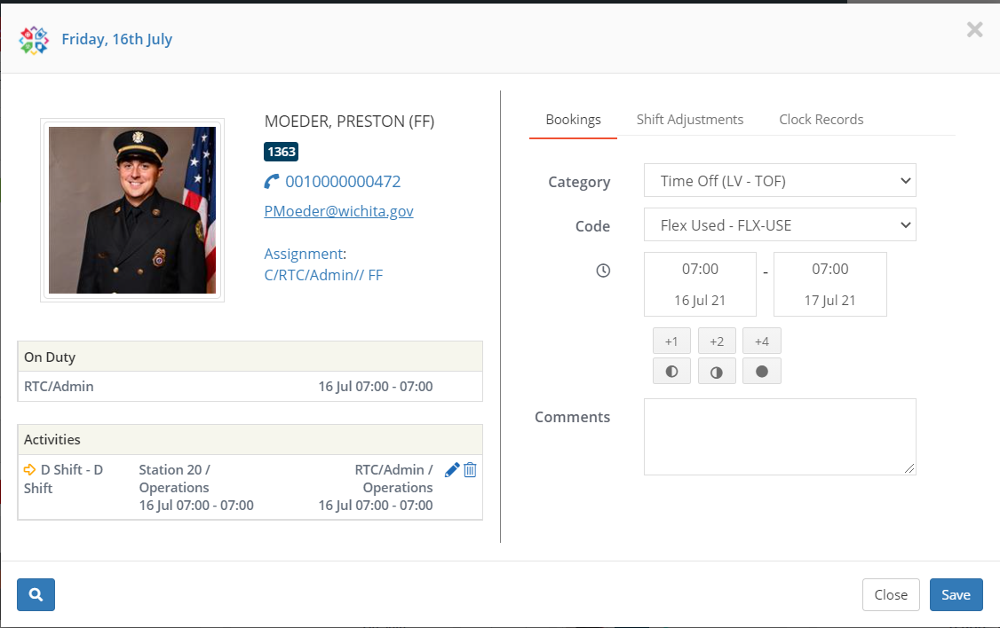 Friday, 16th July
MOEDER, PRESTON (FF)
1363
0010000000472
PMoeder@wichita.gov
Assignment:
C/RTC/Admin// FF
On Duty
RTC/Admin 16 Jul 07:00 - 07:00
Activities
D Shift - D Shift
Station 20 / Operations
16 Jul 07:00 - 07:00
RTC/Admin / Operations
16 Jul 07:00 - 07:00
Bookings Shift Adjustments Clock Records
Category Time Off (LV - TOF)
Code Flex Used - FLX-USE
07:00 - 07:00
16 Jul 21 17 Jul 21
+1 +2 +4
Comments
Close Save